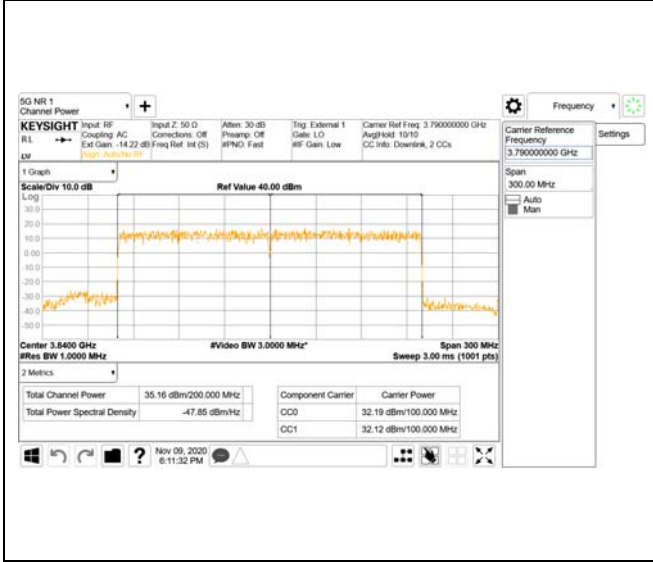 5G NR 1
Channel Power
Frequency
KEYSIGHT
RL
Input: RF
Coupling: AC
Ext Gain: -14.22 dB
Align: Auto/No RF
Input Z: 50 Ω
Corrections: Off
Freq Ref: Int (S)
Atten: 30 dB
Preamp: Off
#PNO: Fast
Trig: External 1
Gate: LO
#IF Gain: Low
Carrier Ref Freq: 3.790000000 GHz
Avg|Hold: 10/10
CC Info: Downlink, 2 CCs
Carrier Reference
Frequency
3.790000000 GHz
Settings
Span
300.00 MHz
Auto
Man
1 Graph
Scale/Div 10.0 dB
Ref Value 40.00 dBm
Log
30.0
20.0
10.0
0.00
-10.0
-20.0
-30.0
-40.0
-50.0
Center 3.8400 GHz
#Video BW 3.0000 MHz*
Span 300 MHz
#Res BW 1.0000 MHz
Sweep 3.00 ms (1001 pts)
2 Metrics
Total Channel Power 35.16 dBm/200.000 MHz
Total Power Spectral Density -47.85 dBm/Hz
Component Carrier Carrier Power
CC0 32.19 dBm/100.000 MHz
CC1 32.12 dBm/100.000 MHz
?
Nov 09, 2020
6:11:32 PM